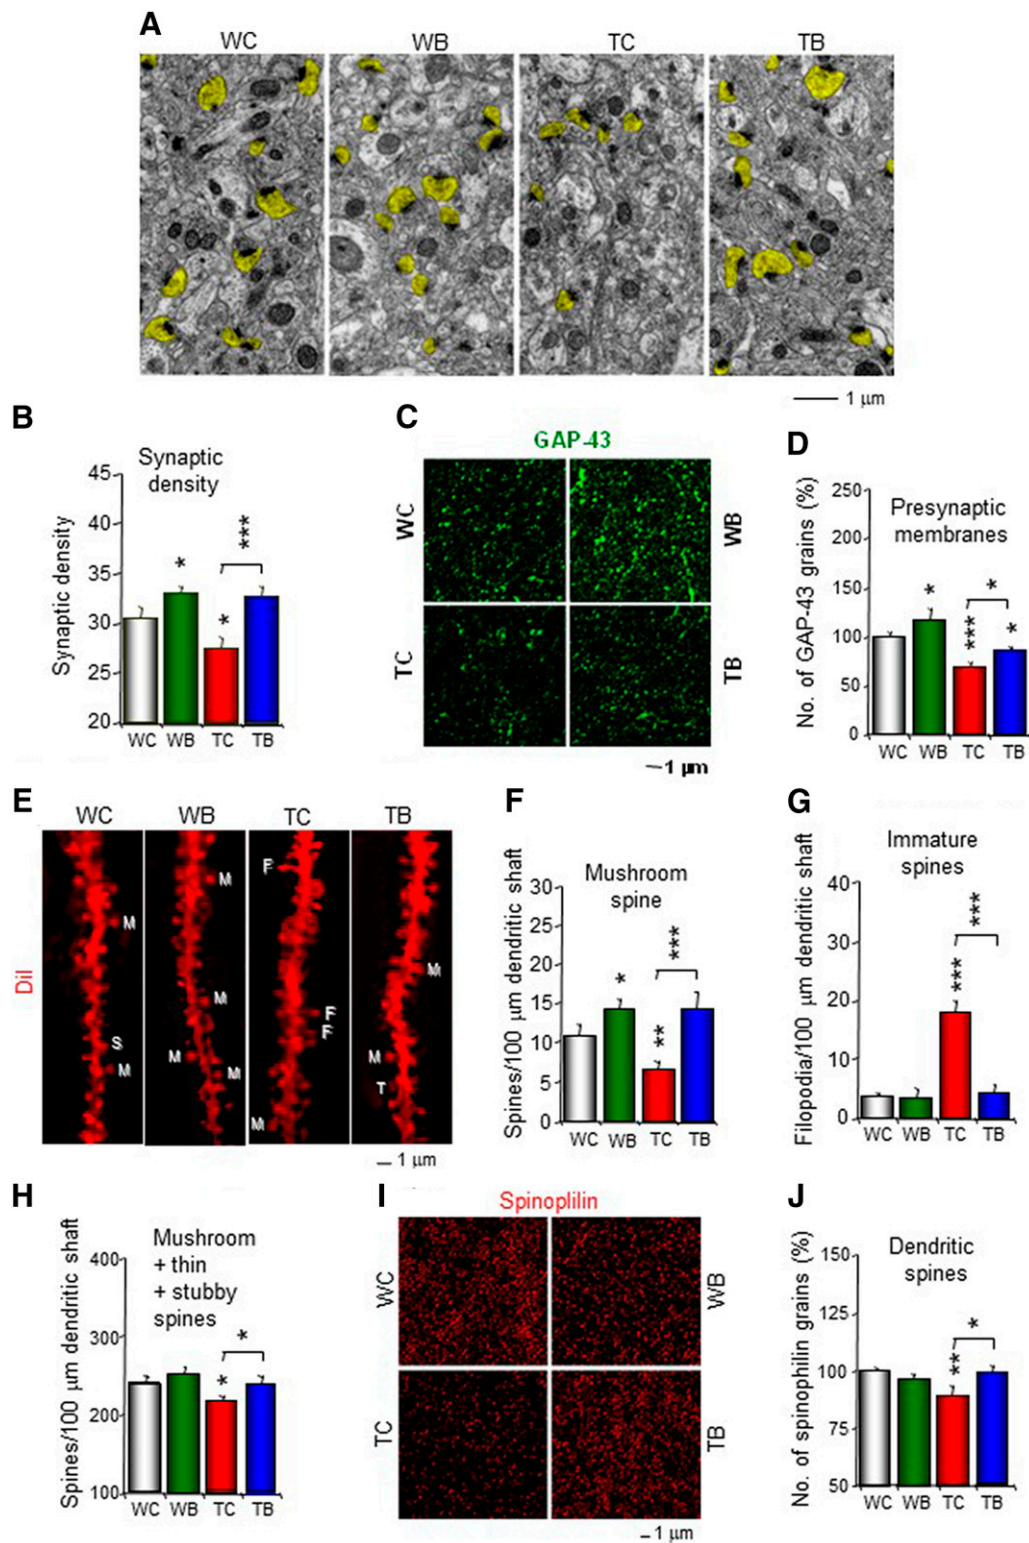 A
WC WB TC TB
1 µm
B
Synaptic
density
Synaptic density
45
40
35
30
25
20
*
*
***
WC WB TC TB
C
GAP-43
WC
WB
TC
TB
1 µm
D
Presynaptic
membranes
No. of GAP-43 grains (%)
250
200
150
100
50
0
*
***
*
*
WC WB TC TB
E
WC WB TC TB
DiI
M
M
S
M
M
M
M
M
F
F
F
M
M
T
M
1 µm
F
Mushroom
spine
Spines/100 µm dendritic shaft
30
25
20
15
10
5
0
*
**
***
WC WB TC TB
G
Immature
spines
Filopodia/100 µm dendritic shaft
40
30
20
10
0
***
***
WC WB TC TB
H
Mushroom
+ thin
+ stubby
spines
Spines/100 µm dendritic shaft
400
300
200
100
*
*
WC WB TC TB
I
Spinoplilin
WC
WB
TC
TB
1 µm
J
Dendritic
spines
No. of spinophilin grains (%)
150
125
100
75
50
**
*
WC WB TC TB